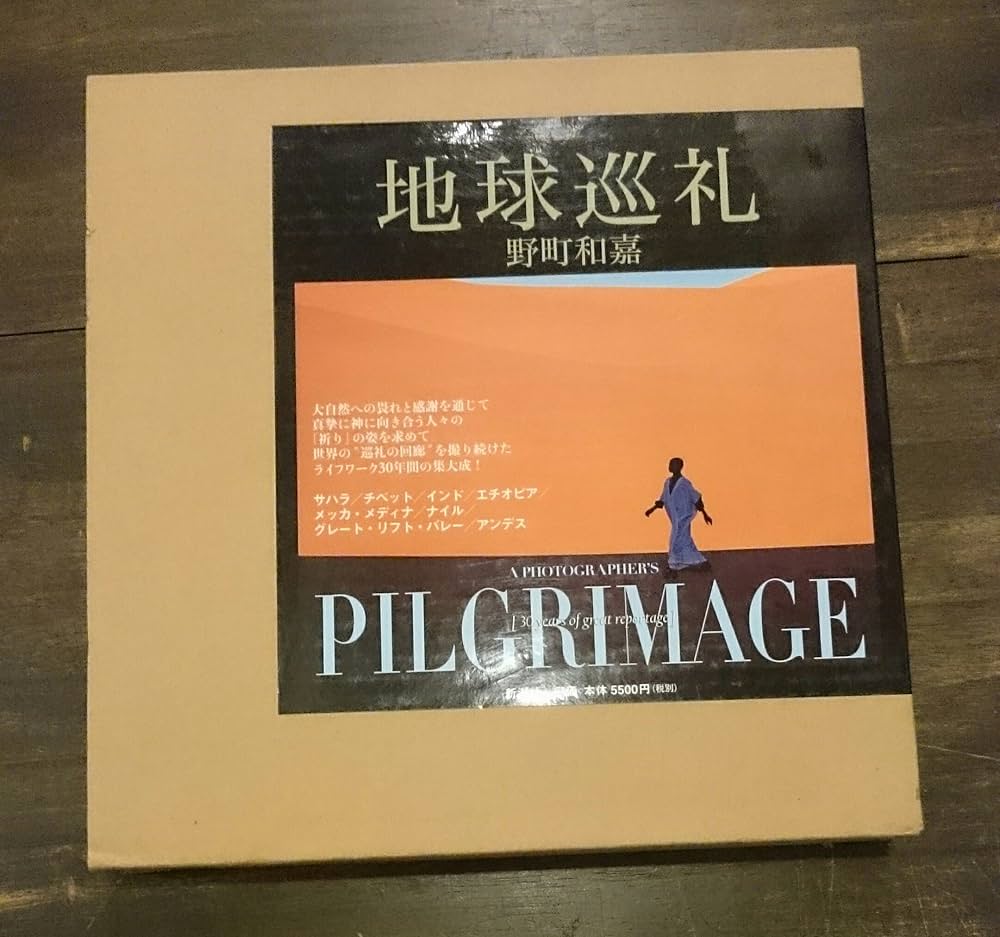 地球巡礼
野町和嘉
大自然への畏れと感謝を通じて
真摯に神に向き合う人々の
「祈り」の姿を求めて
世界の"巡礼の回廊"を撮り続けた
ライフワーク30年間の集大成！
サハラ／チベット／インド／エチオピア／
メッカ・メディナ／ナイル／
グレート・リフト・バレー／アンデス
A PHOTOGRAPHER'S
PILGRIMAGE
[ 30 years of great reportage]
本体 5500円(税別)